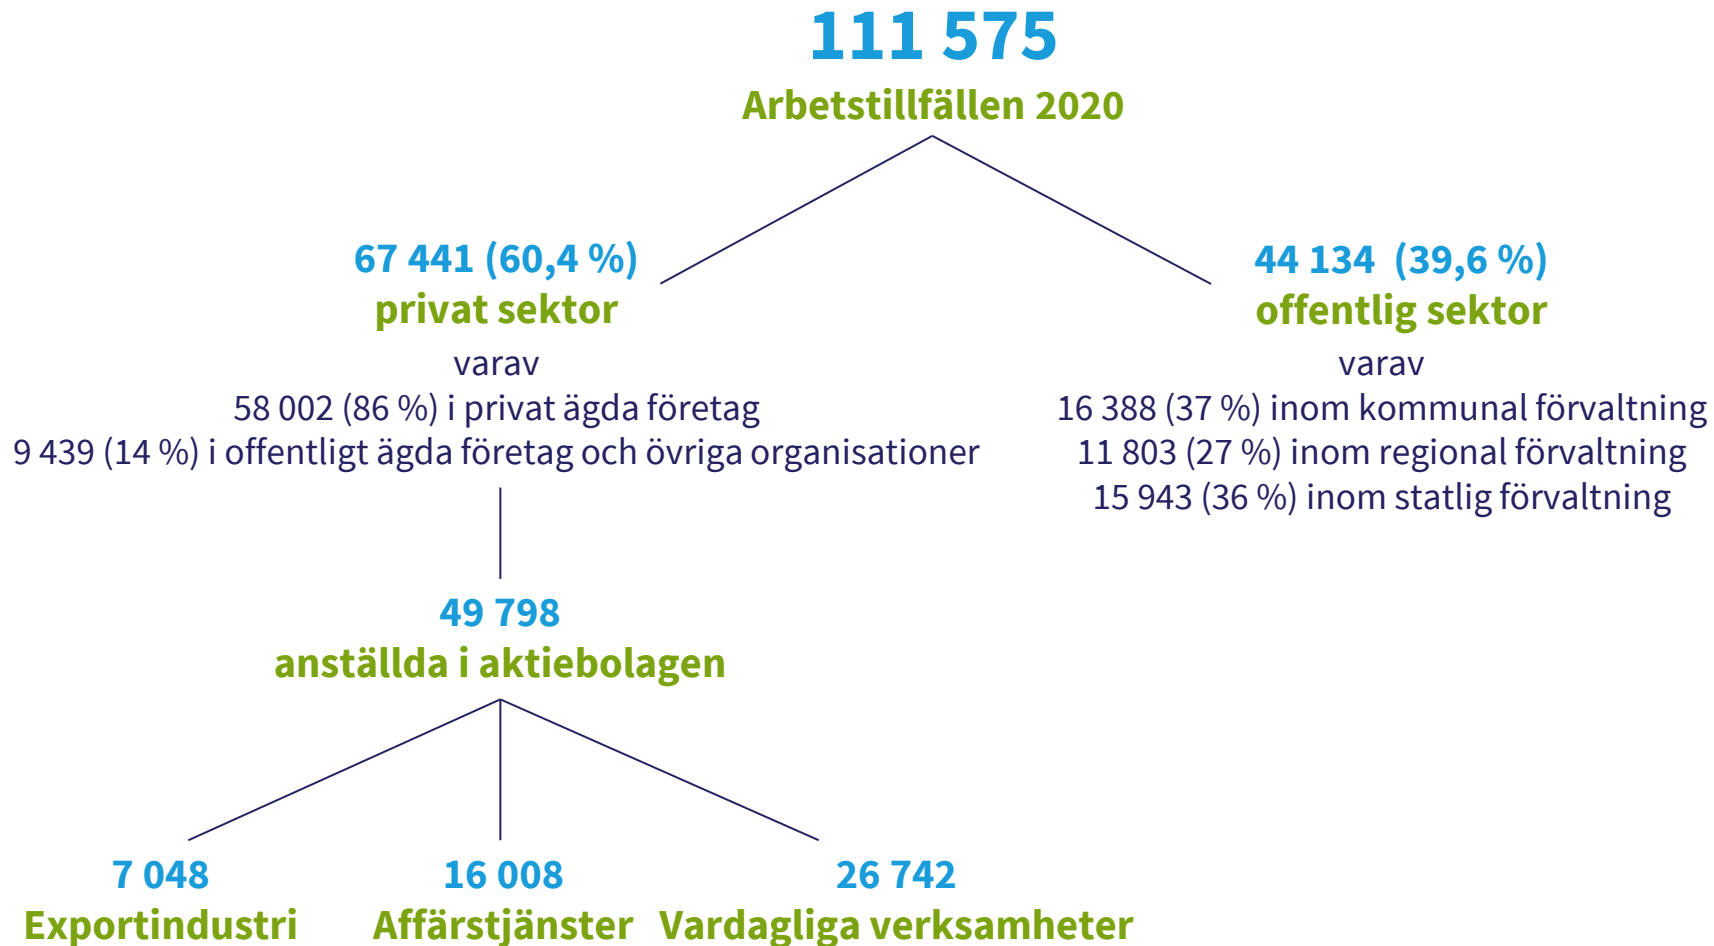 111 575
Arbetstillfällen 2020
67 441 (60,4 %)
privat sektor
varav
58 002 (86 %) i privat ägda företag
9 439 (14 %) i offentligt ägda företag och övriga organisationer
44 134 (39,6 %)
offentlig sektor
varav
16 388 (37 %) inom kommunal förvaltning
11 803 (27 %) inom regional förvaltning
15 943 (36 %) inom statlig förvaltning
49 798
anställda i aktiebolagen
7 048
Exportindustri
16 008
Affärstjänster
26 742
Vardagliga verksamheter